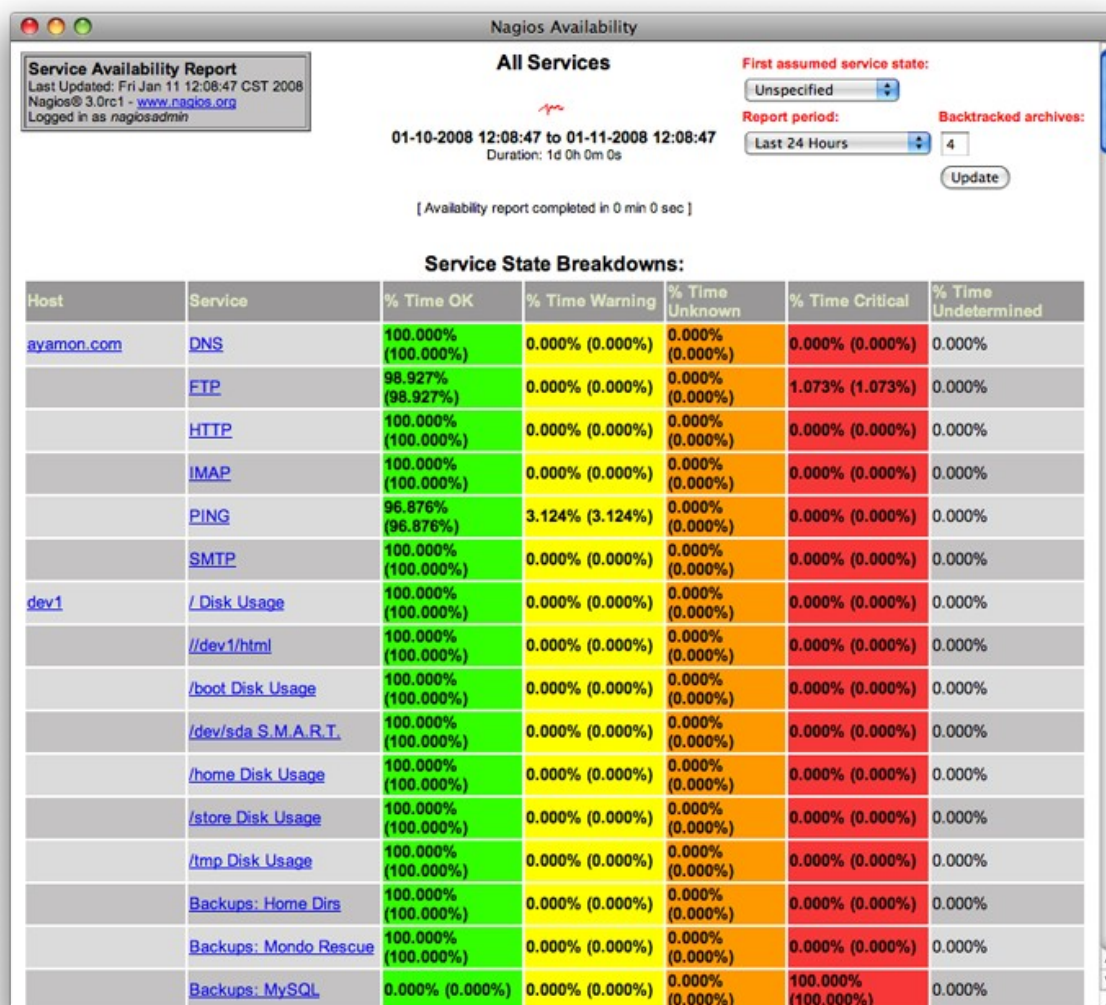 Nagios Availability
Service Availability Report
Last Updated: Fri Jan 11 12:08:47 CST 2008
Nagios® 3.0rc1 - www.nagios.org
Logged in as nagiosadmin
All Services
01-10-2008 12:08:47 to 01-11-2008 12:08:47
Duration: 1d 0h 0m 0s
[ Availability report completed in 0 min 0 sec ]
First assumed service state:
Unspecified
Report period: Backtracked archives:
Last 24 Hours 4
Update
Service State Breakdowns:
Host Service % Time OK % Time Warning % Time Unknown % Time Critical % Time Undetermined
ayamon.com DNS 100.000% (100.000%) 0.000% (0.000%) 0.000% (0.000%) 0.000% (0.000%) 0.000%
FTP 98.927% (98.927%) 0.000% (0.000%) 0.000% (0.000%) 1.073% (1.073%) 0.000%
HTTP 100.000% (100.000%) 0.000% (0.000%) 0.000% (0.000%) 0.000% (0.000%) 0.000%
IMAP 100.000% (100.000%) 0.000% (0.000%) 0.000% (0.000%) 0.000% (0.000%) 0.000%
PING 96.876% (96.876%) 3.124% (3.124%) 0.000% (0.000%) 0.000% (0.000%) 0.000%
SMTP 100.000% (100.000%) 0.000% (0.000%) 0.000% (0.000%) 0.000% (0.000%) 0.000%
dev1 / Disk Usage 100.000% (100.000%) 0.000% (0.000%) 0.000% (0.000%) 0.000% (0.000%) 0.000%
//dev1/html 100.000% (100.000%) 0.000% (0.000%) 0.000% (0.000%) 0.000% (0.000%) 0.000%
/boot Disk Usage 100.000% (100.000%) 0.000% (0.000%) 0.000% (0.000%) 0.000% (0.000%) 0.000%
/dev/sda S.M.A.R.T. 100.000% (100.000%) 0.000% (0.000%) 0.000% (0.000%) 0.000% (0.000%) 0.000%
/home Disk Usage 100.000% (100.000%) 0.000% (0.000%) 0.000% (0.000%) 0.000% (0.000%) 0.000%
/store Disk Usage 100.000% (100.000%) 0.000% (0.000%) 0.000% (0.000%) 0.000% (0.000%) 0.000%
/tmp Disk Usage 100.000% (100.000%) 0.000% (0.000%) 0.000% (0.000%) 0.000% (0.000%) 0.000%
Backups: Home Dirs 100.000% (100.000%) 0.000% (0.000%) 0.000% (0.000%) 0.000% (0.000%) 0.000%
Backups: Mondo Rescue 100.000% (100.000%) 0.000% (0.000%) 0.000% (0.000%) 0.000% (0.000%) 0.000%
Backups: MySQL 0.000% (0.000%) 0.000% (0.000%) 0.000% (0.000%) 100.000% (100.000%) 0.000%